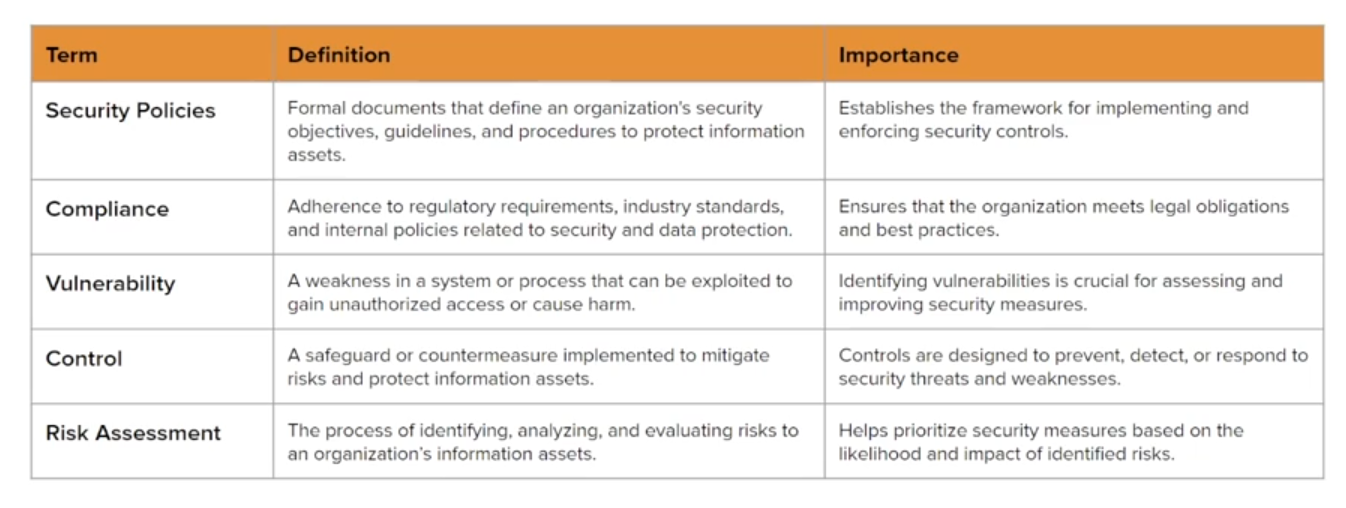 Term Definition Importance
Security Policies
Formal documents that define an organization's security
objectives, guidelines, and procedures to protect information
assets.
Establishes the framework for implementing and
enforcing security controls.
Compliance
Adherence to regulatory requirements, industry standards,
and internal policies related to security and data protection.
Ensures that the organization meets legal obligations
and best practices.
Vulnerability
A weakness in a system or process that can be exploited to
gain unauthorized access or cause harm.
Identifying vulnerabilities is crucial for assessing and
improving security measures.
Control
A safeguard or countermeasure implemented to mitigate
risks and protect information assets.
Controls are designed to prevent, detect, or respond to
security threats and weaknesses.
Risk Assessment
The process of identifying, analyzing, and evaluating risks to
an organization's information assets.
Helps prioritize security measures based on the
likelihood and impact of identified risks.